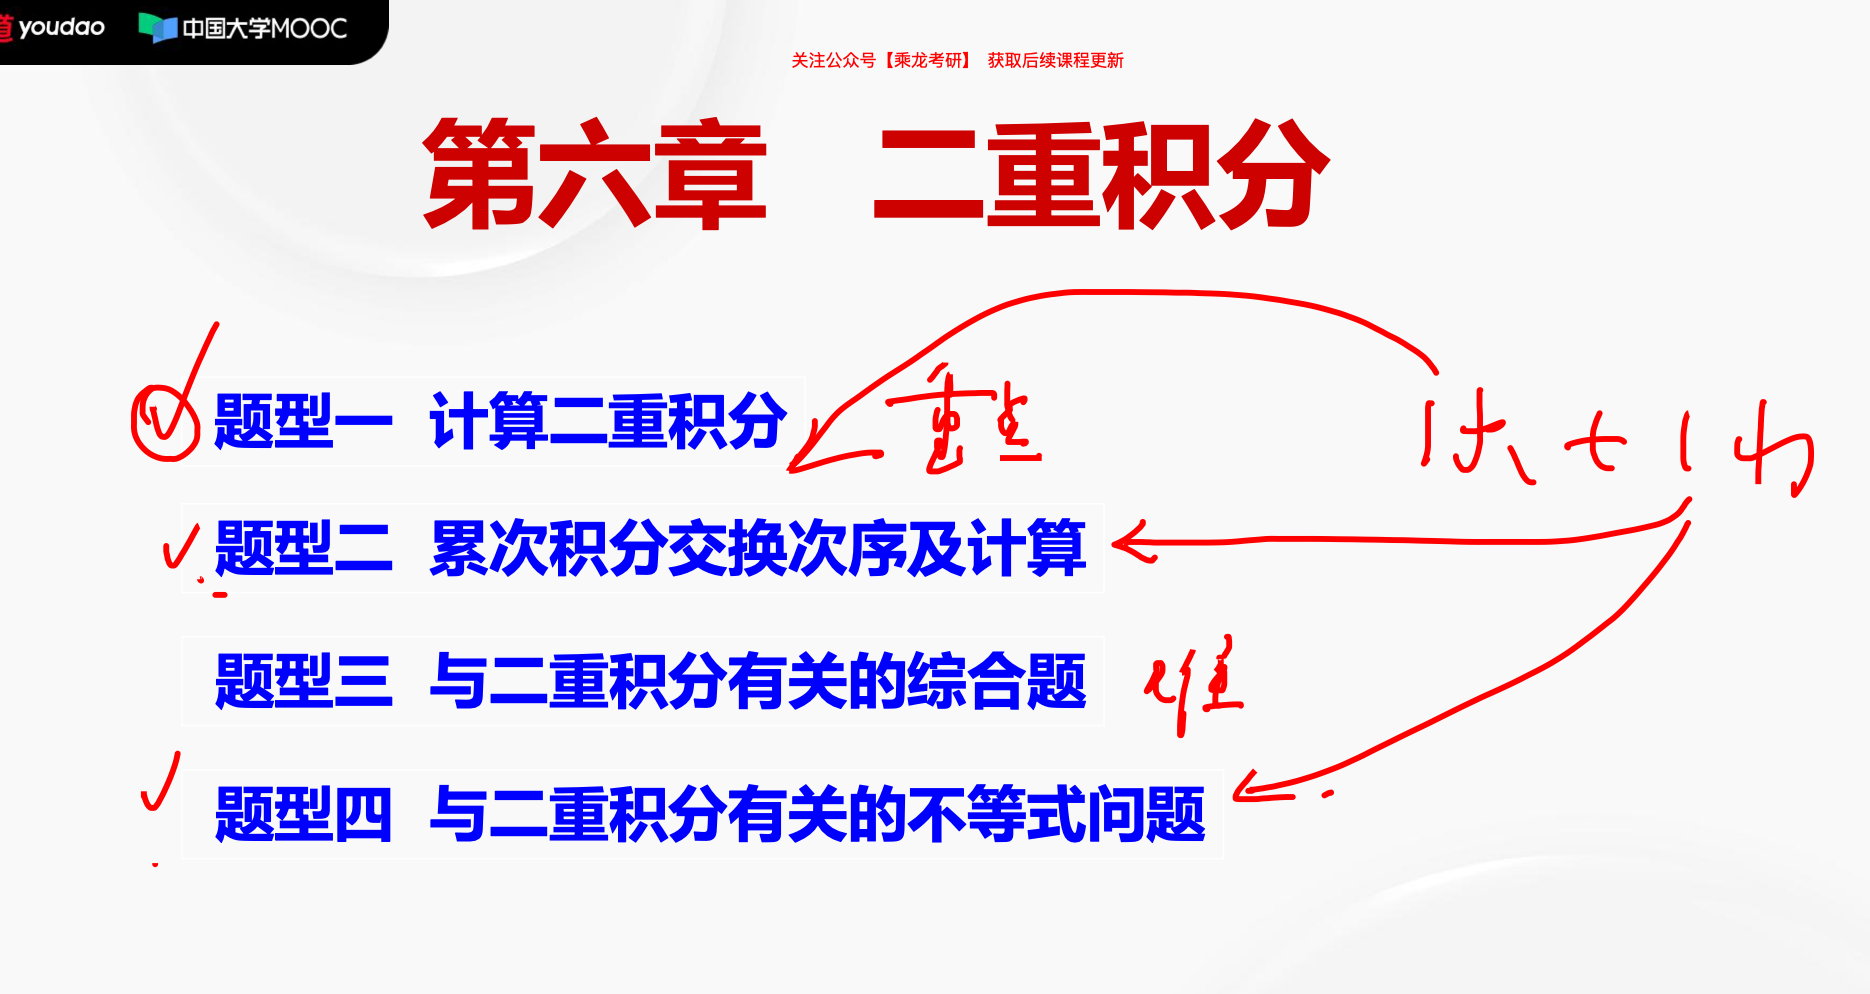 道 youdao 中国大学MOOC
关注公众号【乘龙考研】 获取后续课程更新
第六章 二重积分
题型一 计算二重积分 重点
题型二 累次积分交换次序及计算
题型三 与二重积分有关的综合题 难
题型四 与二重积分有关的不等式问题